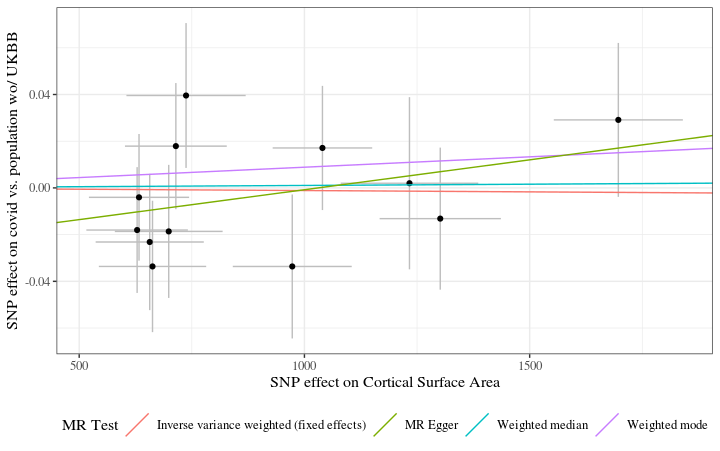 SNP effect on covid vs. population wo/ UKBB
0.04
0.00
-0.04
500
1000
1500
SNP effect on Cortical Surface Area
MR Test
Inverse variance weighted (fixed effects)
MR Egger
Weighted median
Weighted mode